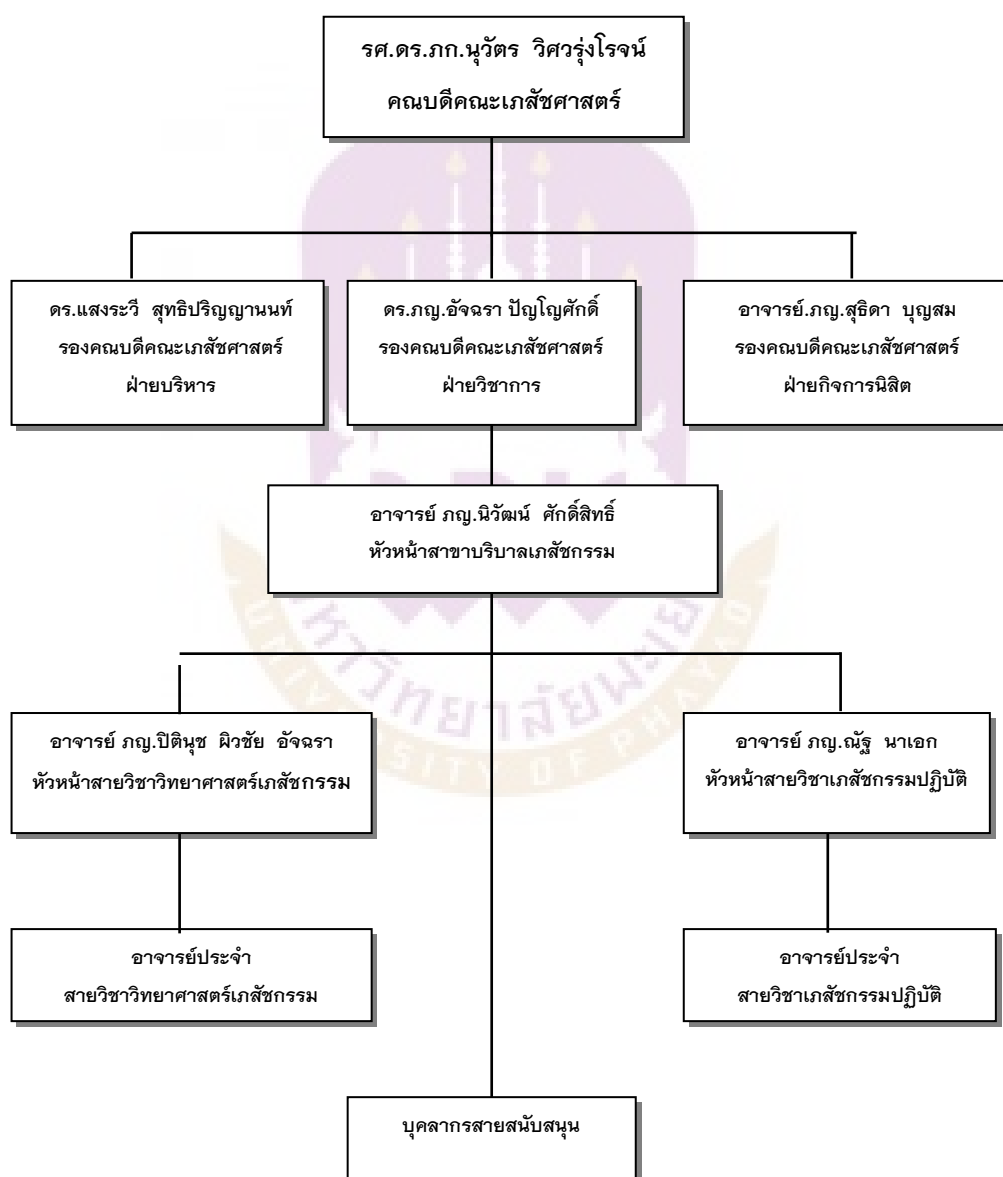 รศ.ดร.ภก.นุวัตร วิศวรุ่งโรจน์
คณบดีคณะเภสัชศาสตร์
ดร.แสงระวี สุทธิปริญญานนท์
รองคณบดีคณะเภสัชศาสตร์
ฝ่ายบริหาร
ดร.ภญ.อัจฉรา ปัญโญศักดิ์
รองคณบดีคณะเภสัชศาสตร์
ฝ่ายวิชาการ
อาจารย์.ภญ.สุธิดา บุญสม
รองคณบดีคณะเภสัชศาสตร์
ฝ่ายกิจการนิสิต
อาจารย์ ภญ.นิวัฒน์ ศักดิ์สิทธิ์
หัวหน้าสาขาบริบาลเภสัชกรรม
อาจารย์ ภญ.ปิตินุช ผิวชัย อัจฉรา
หัวหน้าสายวิชาวิทยาศาสตร์เภสัชกรรม
อาจารย์ ภญ.ณัฐ นาเอก
หัวหน้าสายวิชาเภสัชกรรมปฏิบัติ
อาจารย์ประจำ
สายวิชาวิทยาศาสตร์เภสัชกรรม
อาจารย์ประจำ
สายวิชาเภสัชกรรมปฏิบัติ
บุคลากรสายสนับสนุน
มหาวิทยาลัยพะเยา
UNIVERSITY OF PHAYAO